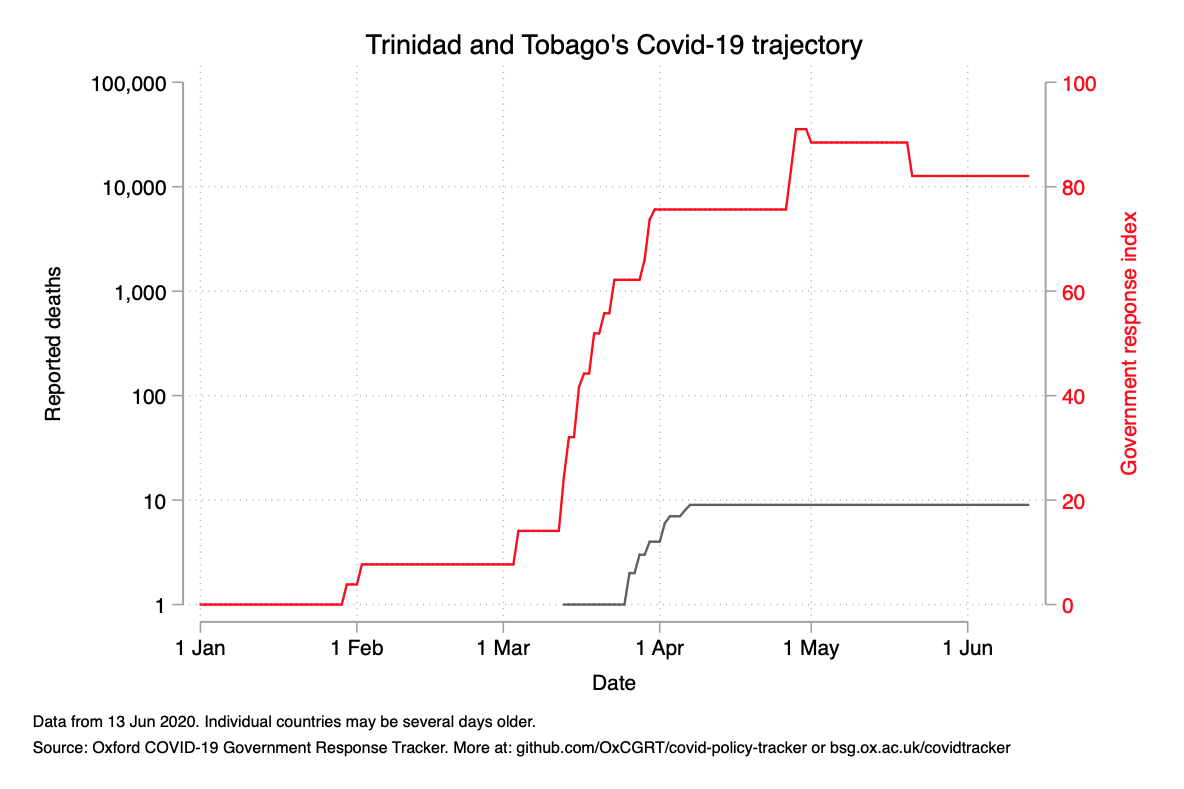 Trinidad and Tobago's Covid-19 trajectory
100,000
10,000
1,000
100
10
1
Reported deaths
100
80
60
40
20
0
Government response index
1 Jan
1 Feb
1 Mar
1 Apr
1 May
1 Jun
Date
Data from 13 Jun 2020. Individual countries may be several days older.
Source: Oxford COVID-19 Government Response Tracker. More at: github.com/OxCGRT/covid-policy-tracker or bsg.ox.ac.uk/covidtracker